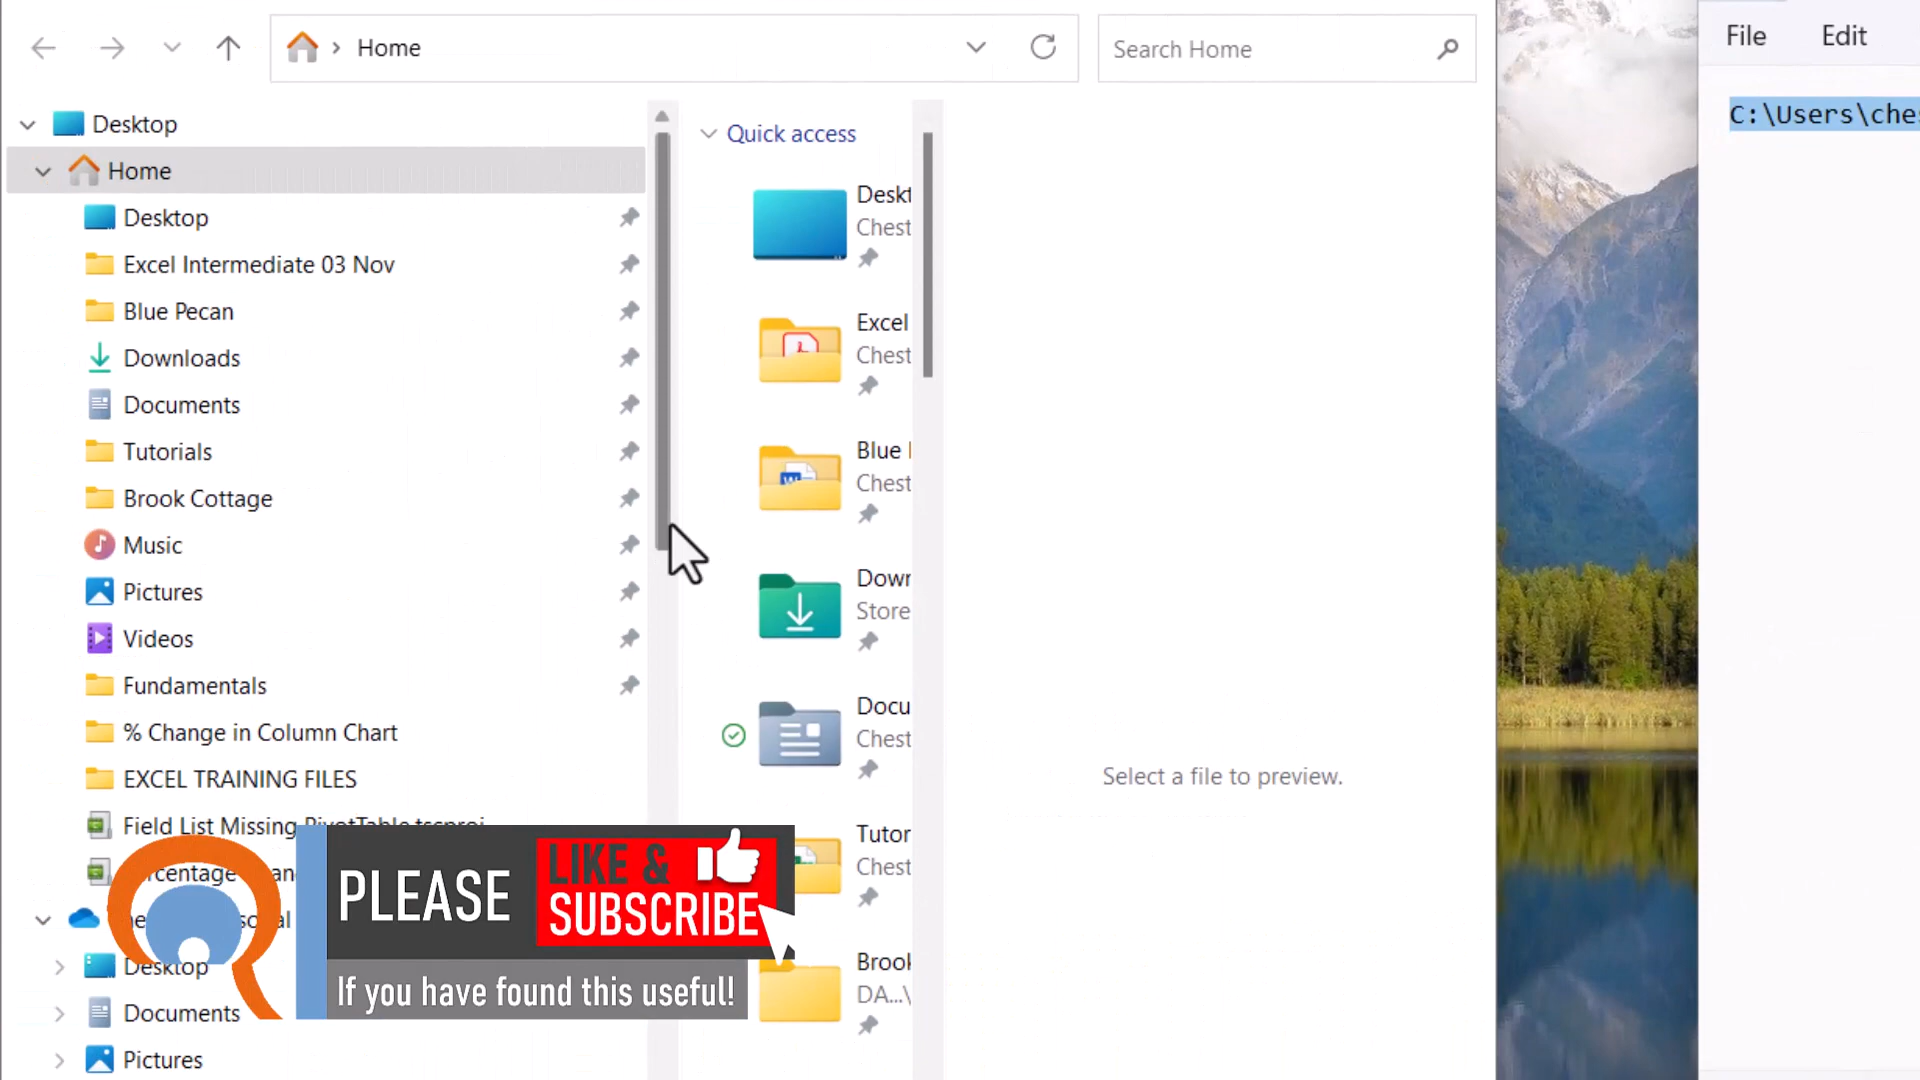 Home
Search Home
File
Edit
C:\Users\ches
Desktop
Home
Desktop
Excel Intermediate 03 Nov
Blue Pecan
Downloads
Documents
Tutorials
Brook Cottage
Music
Pictures
Videos
Fundamentals
% Change in Column Chart
EXCEL TRAINING FILES
Field List Missing PivotTable.tscproj
Desktop
Documents
Pictures
Quick access
Deskt
Chest
Excel
Chest
Blue
Chest
Down
Store
Docu
Chest
Tutor
Chest
Brook
DA...\
Select a file to preview.
PLEASE
LIKE &
SUBSCRIBE
If you have found this useful!